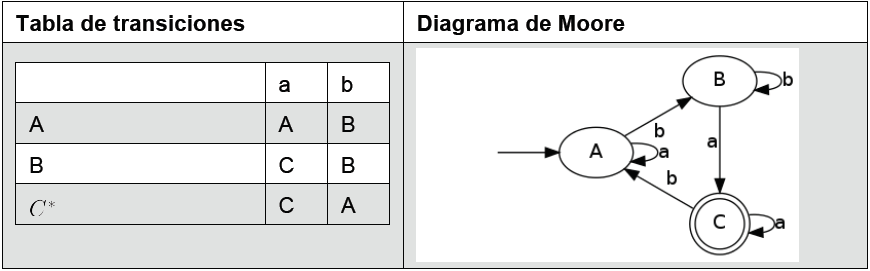 Tabla de transiciones
Diagrama de Moore
a b
A A B
B C B
C* C A
B b
b
A a a
b
C a